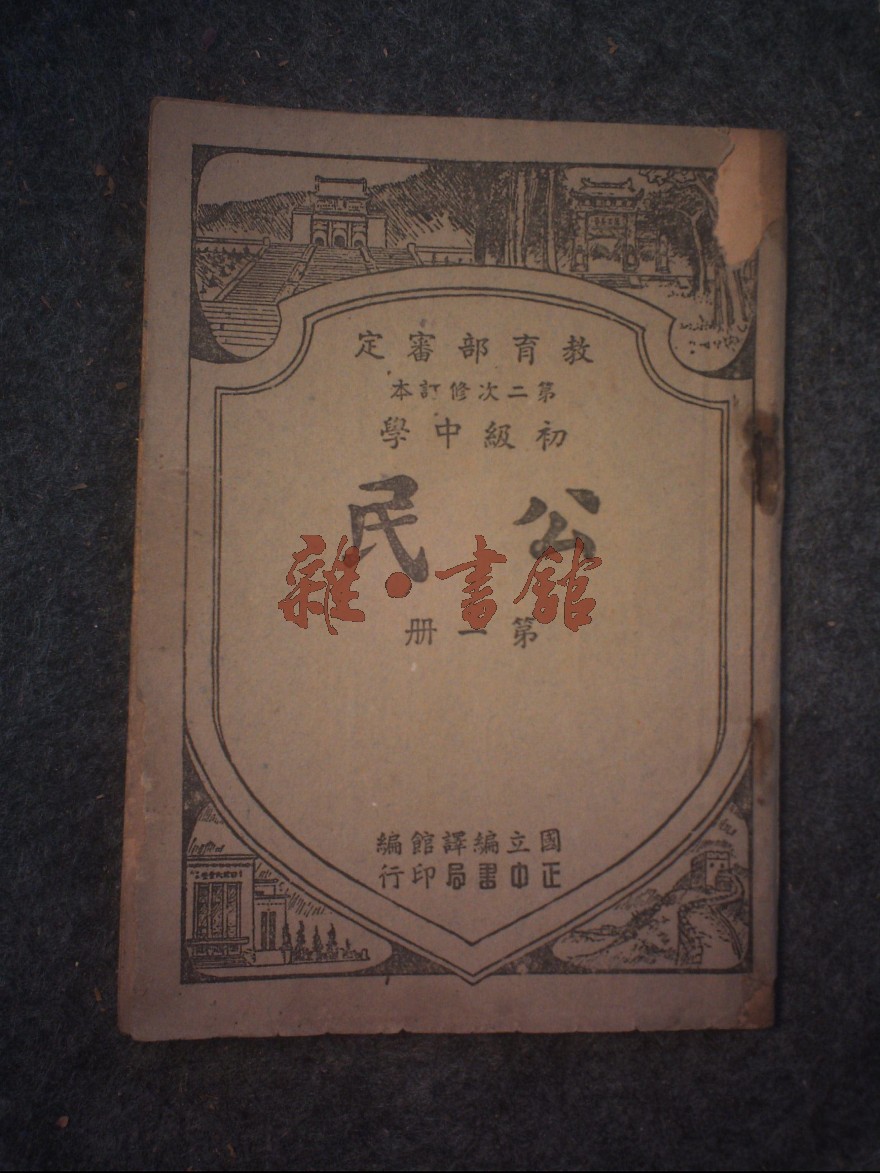 教育部審定
第二次修訂本
初級中學
公民
第一册
國立編譯館編
正中書局印行
雜·書館